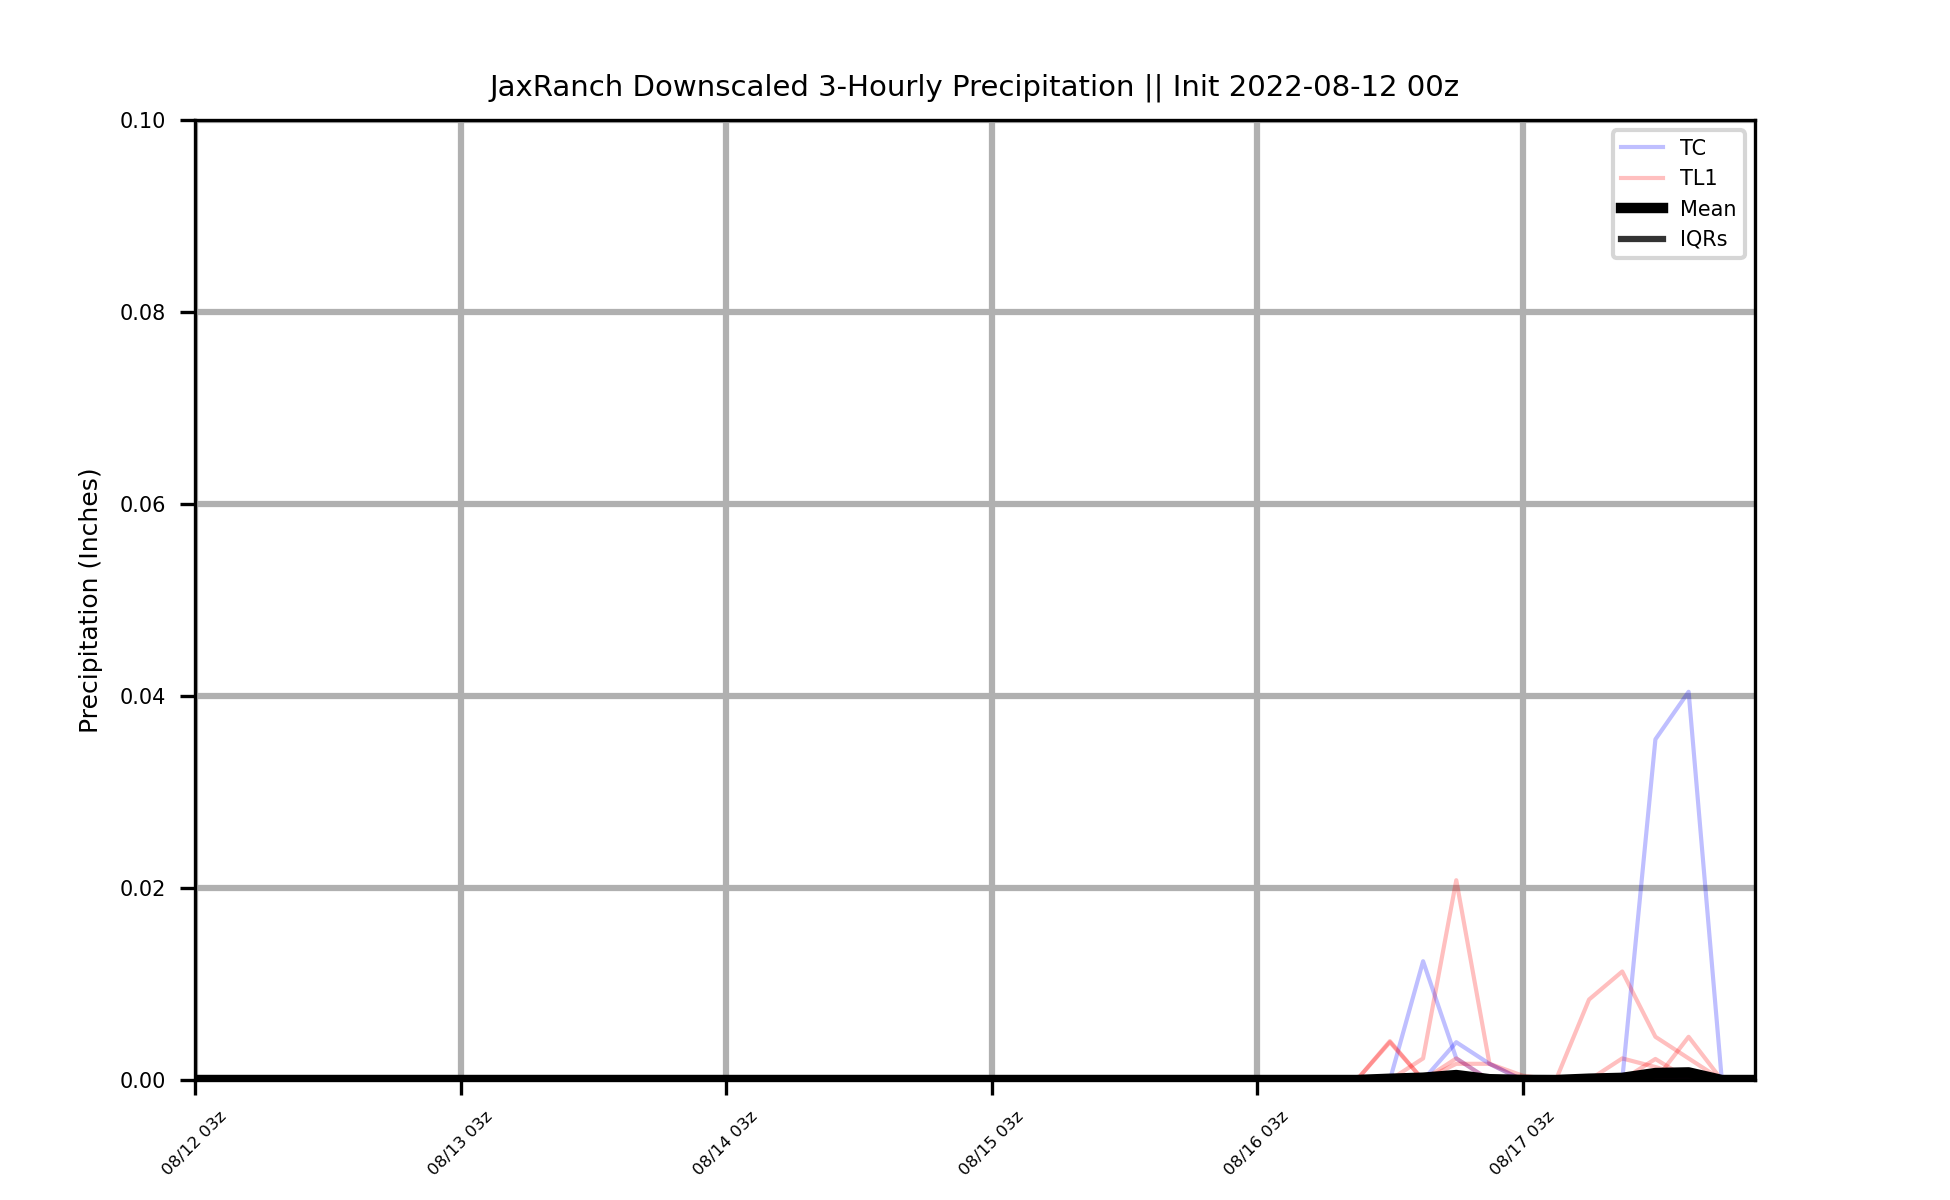 JaxRanch Downscaled 3-Hourly Precipitation || Init 2022-08-12 00z
TC
TL1
Mean
IQRs
Precipitation (Inches)
0.10
0.08
0.06
0.04
0.02
0.00
08/12 03z
08/13 03z
08/14 03z
08/15 03z
08/16 03z
08/17 03z